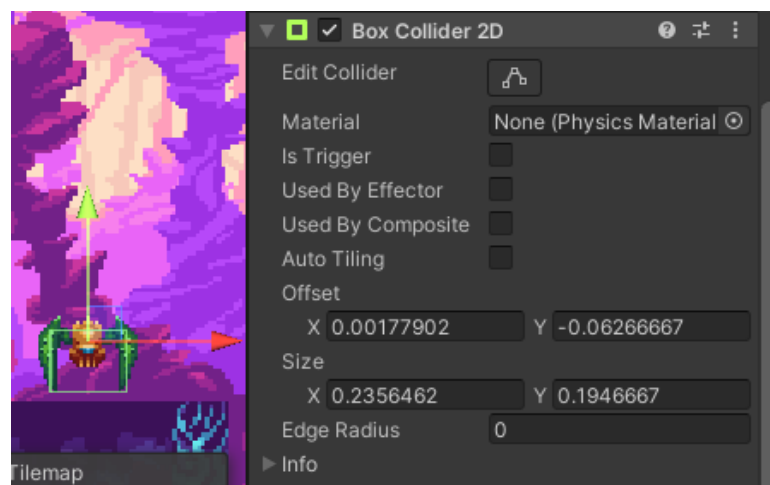 Box Collider 2D
Edit Collider
Material None (Physics Material
Is Trigger
Used By Effector
Used By Composite
Auto Tiling
Offset
X 0.00177902 Y -0.06266667
Size
X 0.2356462 Y 0.1946667
Edge Radius 0
Info
Tilemap